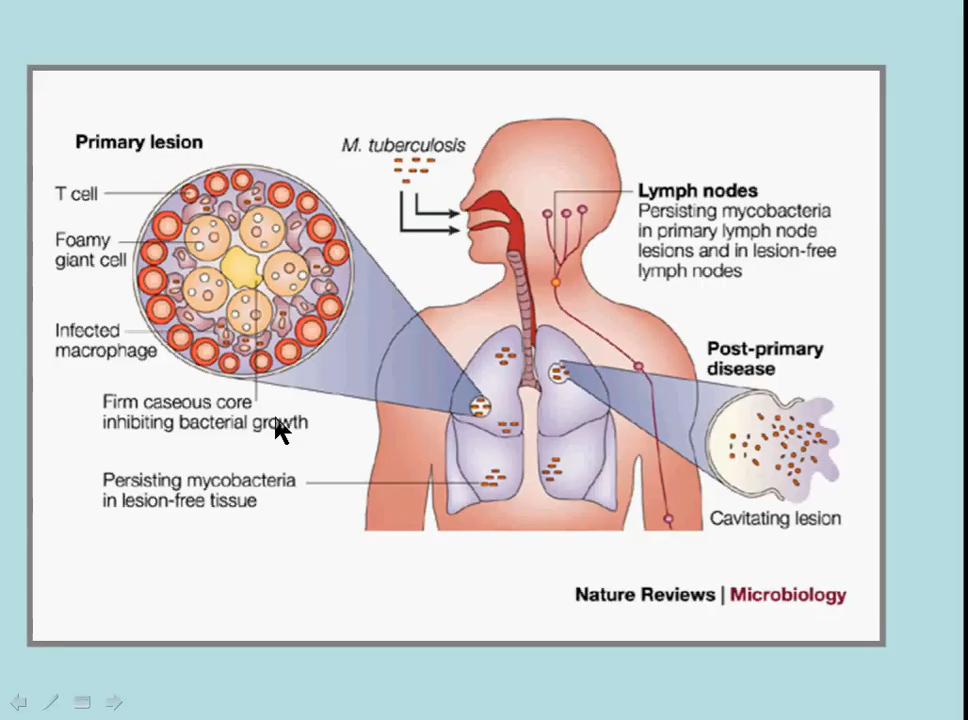 Primary lesion
M. tuberculosis
T cell
Foamy
giant cell
Infected
macrophage
Firm caseous core
inhibiting bacterial growth
Persisting mycobacteria
in lesion-free tissue
Lymph nodes
Persisting mycobacteria
in primary lymph node
lesions and in lesion-free
lymph nodes
Post-primary
disease
Cavitating lesion
Nature Reviews | Microbiology